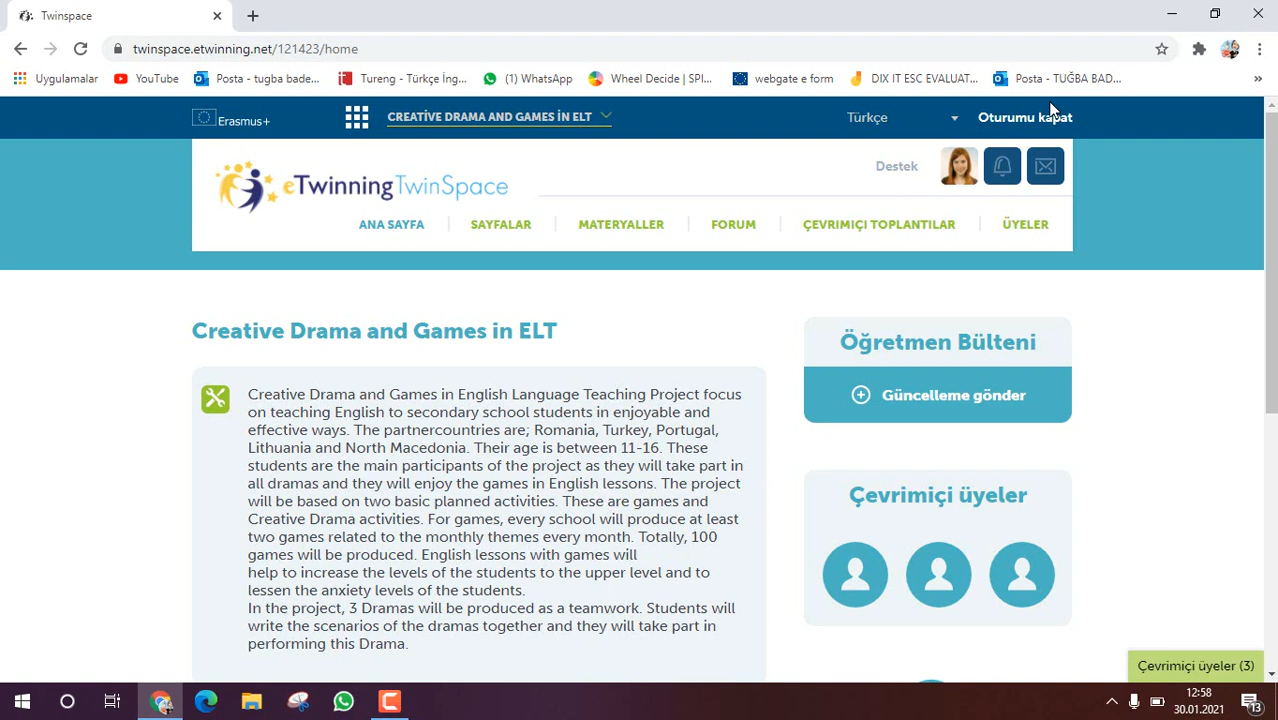 Twinspace
twinspace.etwinning.net/121423/home
Uygulamalar
YouTube
Posta - tugba bade...
Tureng - Türkçe İng...
(1) WhatsApp
Wheel Decide | SPI...
webgate e form
DIX IT ESC EVALUAT...
Posta - TUĞBA BAD...
»
Erasmus+
CREATİVE DRAMA AND GAMES İN ELT
Türkçe
Oturumu kapat
eTwinningTwinSpace
Destek
ANA SAYFA
SAYFALAR
MATERYALLER
FORUM
ÇEVRIMIÇI TOPLANTILAR
ÜYELER
Creative Drama and Games in ELT
Creative Drama and Games in English Language Teaching Project focus
on teaching English to secondary school students in enjoyable and
effective ways. The partnercountries are; Romania, Turkey, Portugal,
Lithuania and North Macedonia. Their age is between 11-16. These
students are the main participants of the project as they will take part in
all dramas and they will enjoy the games in English lessons. The project
will be based on two basic planned activities. These are games and
Creative Drama activities. For games, every school will produce at least
two games related to the monthly themes every month. Totally, 100
games will be produced. English lessons with games will
help to increase the levels of the students to the upper level and to
lessen the anxiety levels of the students.
In the project, 3 Dramas will be produced as a teamwork. Students will
write the scenarios of the dramas together and they will take part in
performing this Drama.
Öğretmen Bülteni
Güncelleme gönder
Çevrimiçi üyeler
Çevrimiçi üyeler (3)
12:58
30.01.2021
13